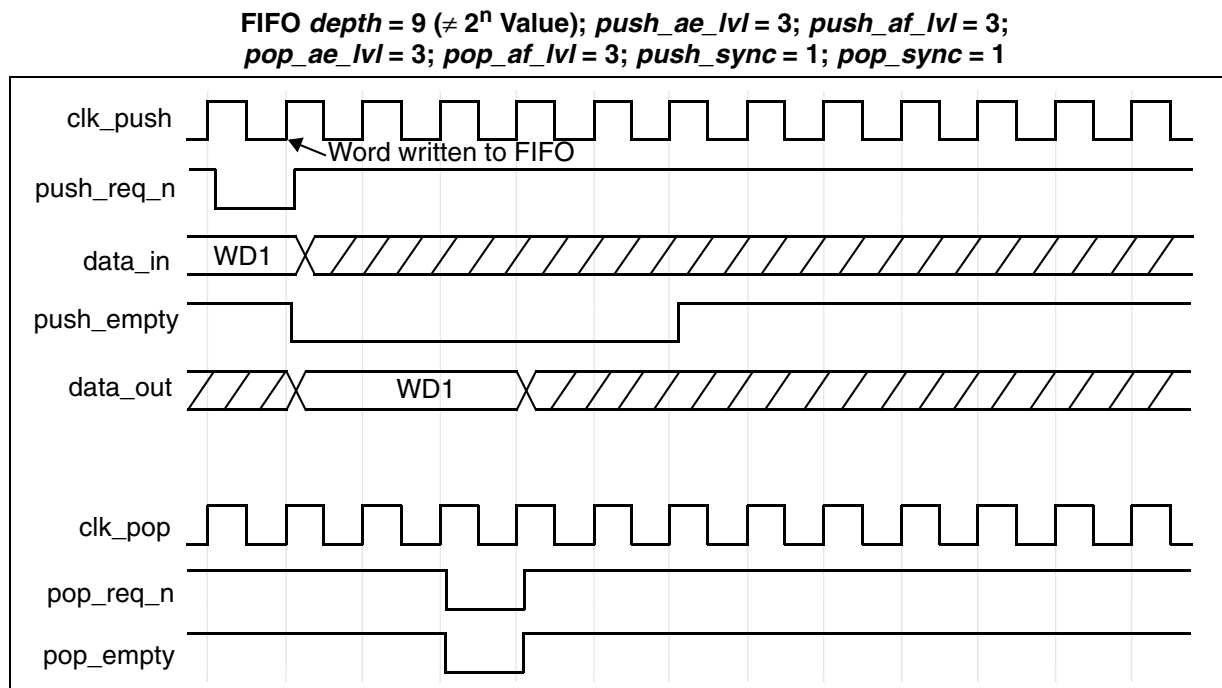 FIFO depth = 9 (≠ 2ⁿ Value); push_ae_lvl = 3; push_af_lvl = 3;
pop_ae_lvl = 3; pop_af_lvl = 3; push_sync = 1; pop_sync = 1
clk_push
Word written to FIFO
push_req_n
data_in
WD1
push_empty
data_out
WD1
clk_pop
pop_req_n
pop_empty